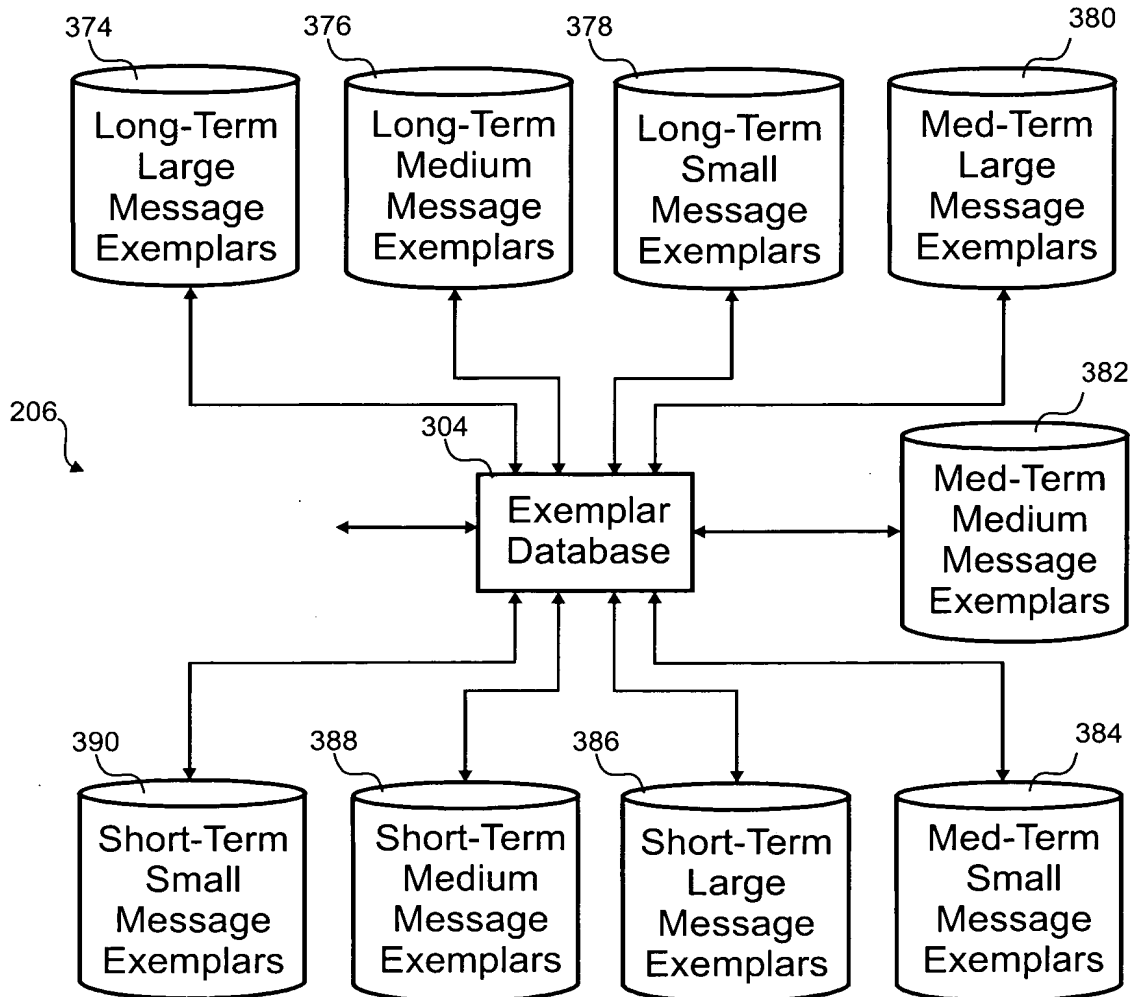 374
376
378
380
Long-Term
Large
Message
Exemplars
Long-Term
Medium
Message
Exemplars
Long-Term
Small
Message
Exemplars
Med-Term
Large
Message
Exemplars
206
304
Exemplar
Database
382
Med-Term
Medium
Message
Exemplars
390
388
386
384
Short-Term
Small
Message
Exemplars
Short-Term
Medium
Message
Exemplars
Short-Term
Large
Message
Exemplars
Med-Term
Small
Message
Exemplars